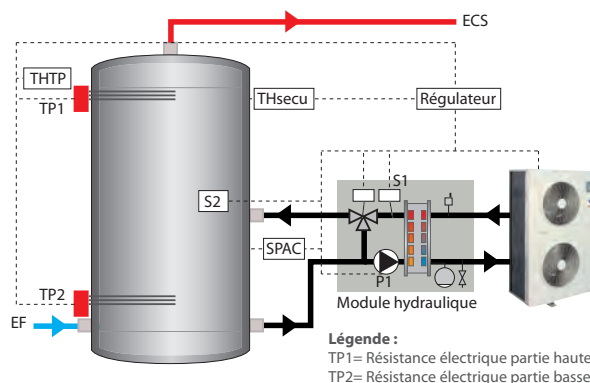 ECS
THTP
TP1
THsecu
Régulateur
S1
S2
SPAC
P1
TP2
EF
Module hydraulique
Légende :
TP1= Résistance électrique partie haute
TP2= Résistance électrique partie basse